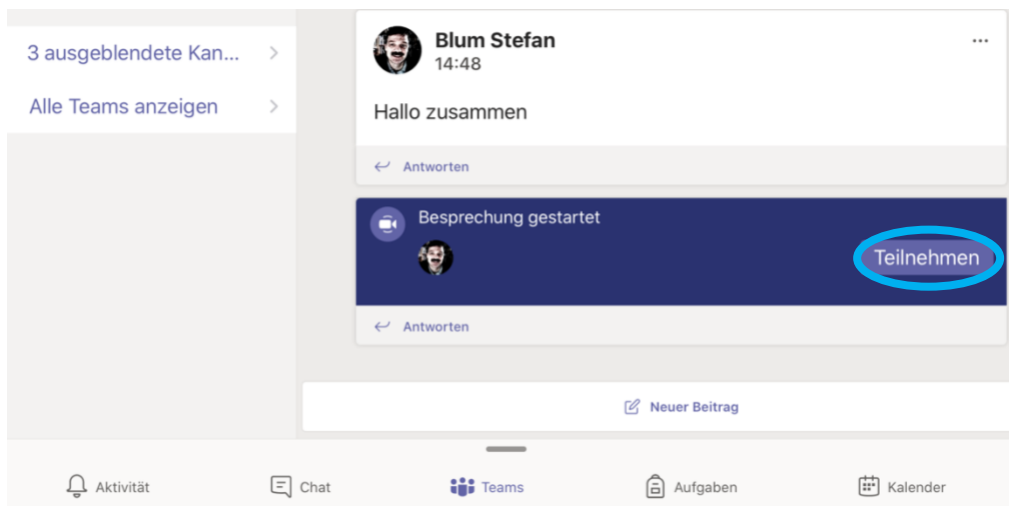 3 ausgeblendete Kan...
Alle Teams anzeigen
Blum Stefan
14:48
Hallo zusammen
Antworten
Besprechung gestartet
Teilnehmen
Antworten
Neuer Beitrag
Aktivität
Chat
Teams
Aufgaben
Kalender